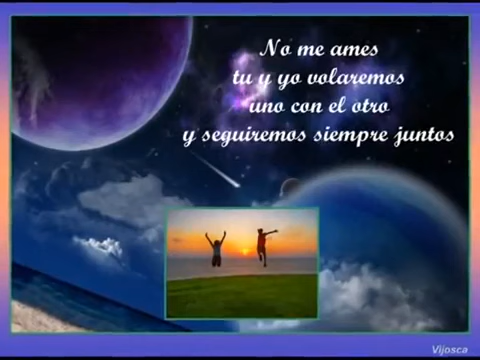 No me ames
tu y yo volaremos
uno con el otro
y seguiremos siempre juntos
Vijosca